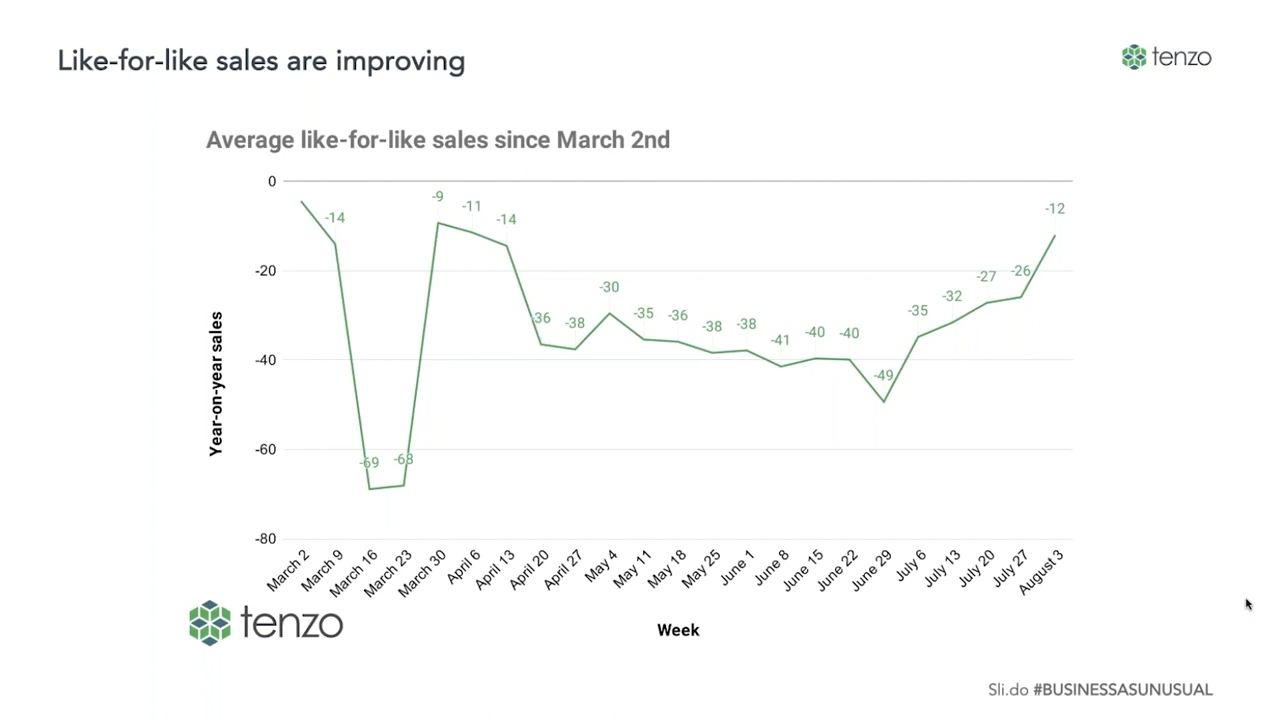 Like-for-like sales are improving
tenzo
Average like-for-like sales since March 2nd
0
-20
-40
-60
-80
Year-on-year sales
-14
-69
-68
-9
-11
-14
-36
-38
-30
-35
-36
-38
-38
-41
-40
-40
-49
-35
-32
-27
-26
-12
March 2
March 9
March 16
March 23
March 30
April 6
April 13
April 20
April 27
May 4
May 11
May 18
May 25
June 1
June 8
June 15
June 22
June 29
July 6
July 13
July 20
July 27
August 3
tenzo
Week
Sli.do #BUSINESSASUNUSUAL